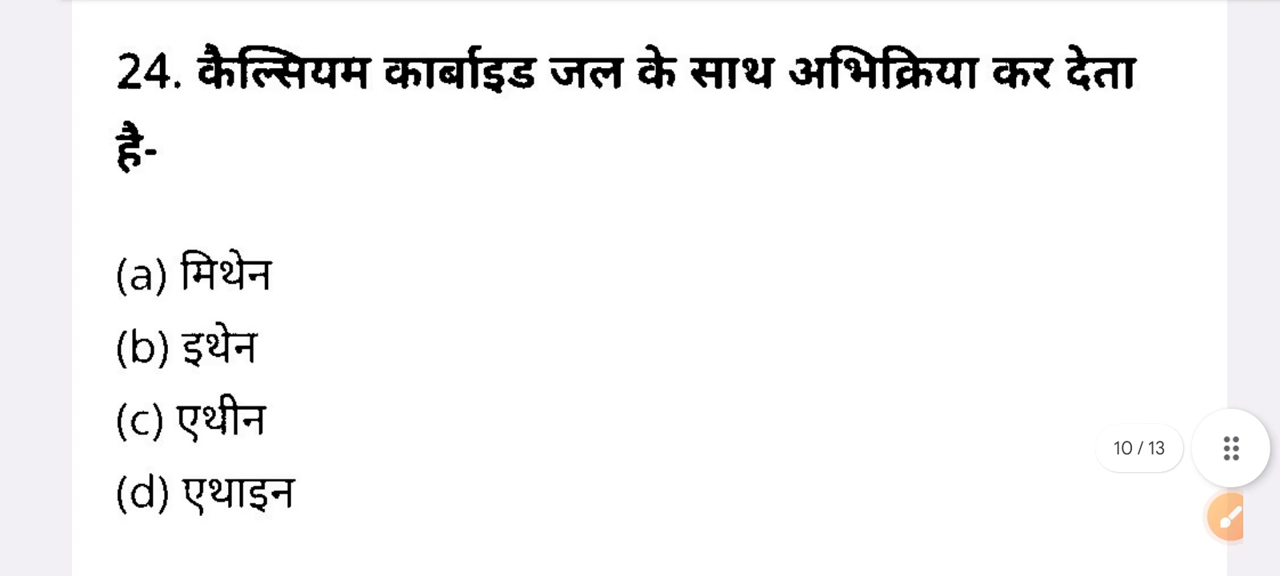 24. कैल्सियम कार्बाइड जल के साथ अभिक्रिया कर देता
है-
(a) मिथेन
(b) इथेन
(c) एथीन
10 / 13
(d) एथाइन